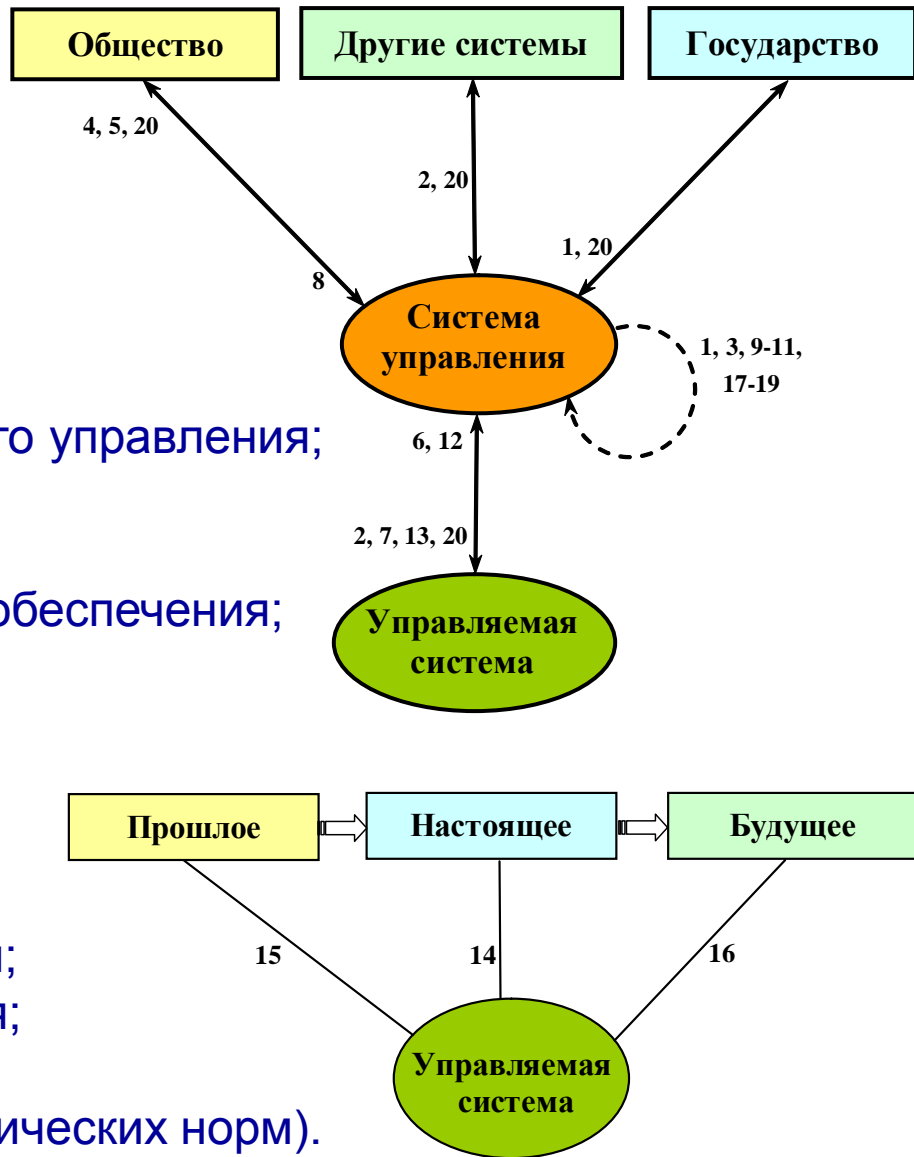 Общество
Другие системы
Государство
4, 5, 20
2, 20
1, 20
8
Система
управления
1, 3, 9-11,
17-19
го управления;
6, 12
2, 7, 13, 20
обеспечения;
Управляемая
система
Прошлое
Настоящее
Будущее
15
14
16
;
я;
Управляемая
система
ических норм).